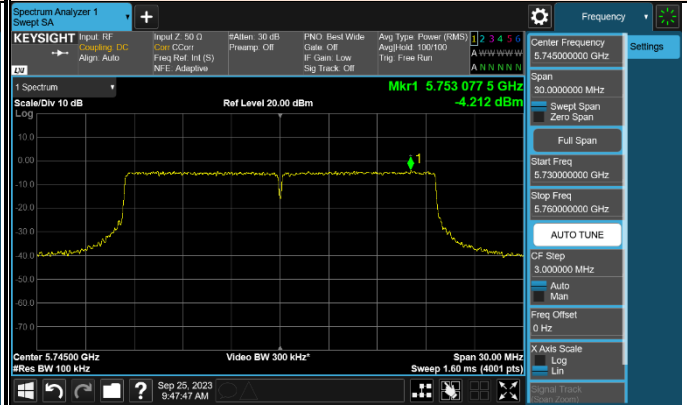 Spectrum Analyzer 1
Swept SA
Frequency
KEYSIGHT
Input: RF
Coupling: DC
Align: Auto
Input Z: 50 Ω
Corr CCorr
Freq Ref: Int (S)
NFE: Adaptive
#Atten: 30 dB
Preamp: Off
PNO: Best Wide
Gate: Off
IF Gain: Low
Sig Track: Off
Avg Type: Power (RMS)
Avg|Hold: 100/100
Trig: Free Run
1 2 3 4 5 6
A W W W W W
A N N N N N
LXI
1 Spectrum
Scale/Div 10 dB
Log
Ref Level 20.00 dBm
Mkr1 5.753 077 5 GHz
-4.212 dBm
10.0
0.00
-10.0
-20.0
-30.0
-40.0
-50.0
-60.0
-70.0
1
Center 5.74500 GHz
#Res BW 100 kHz
Video BW 300 kHz*
Span 30.00 MHz
Sweep 1.60 ms (4001 pts)
Sep 25, 2023
9:47:47 AM
Center Frequency
5.745000000 GHz
Span
30.0000000 MHz
Swept Span
Zero Span
Full Span
Start Freq
5.730000000 GHz
Stop Freq
5.760000000 GHz
AUTO TUNE
CF Step
3.000000 MHz
Auto
Man
Freq Offset
0 Hz
X Axis Scale
Log
Lin
Signal Track
(Span Zoom)
Settings